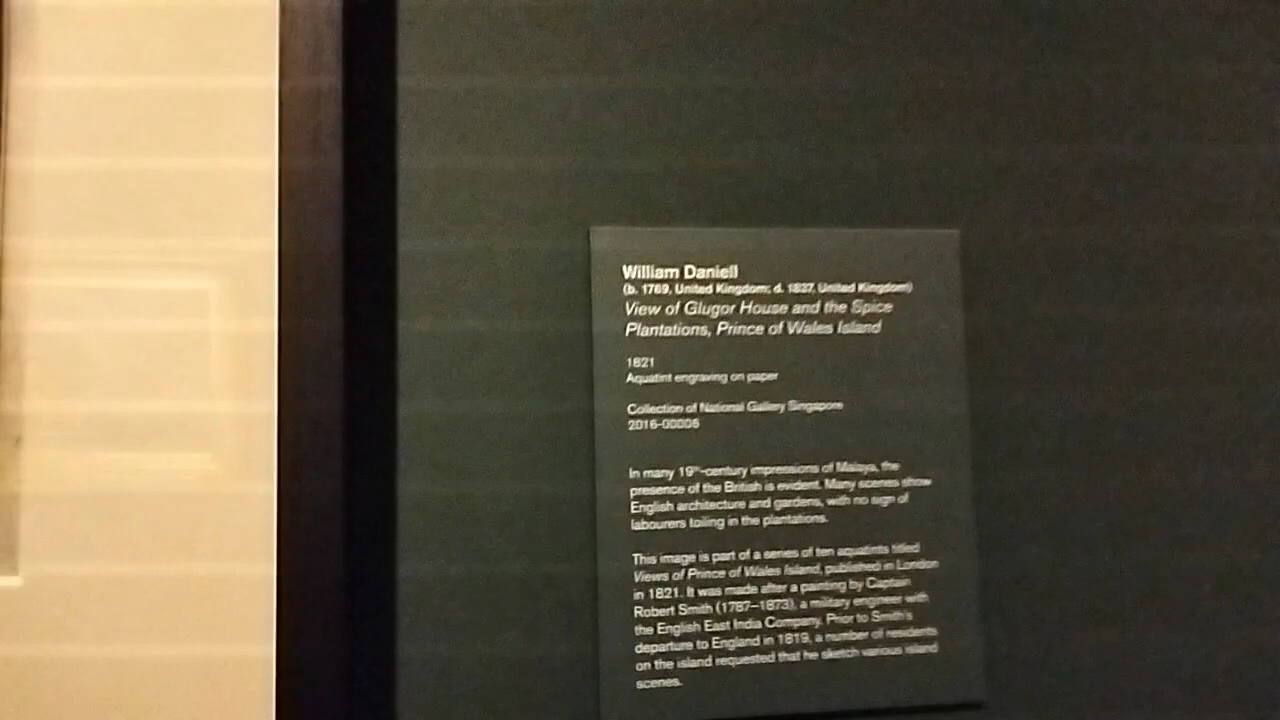 William Daniell
(b. 1769, United Kingdom; d. 1837, United Kingdom)
View of Glugor House and the Spice
Plantations, Prince of Wales Island
1821
Aquatint engraving on paper
Collection of National Gallery Singapore
2016-00006
In many 19th-century impressions of Malaya, the
presence of the British is evident. Many scenes show
English architecture and gardens, with no sign of
labourers toiling in the plantations.
This image is part of a series of ten aquatints titled
Views of Prince of Wales Island, published in London
in 1821. It was made after a painting by Captain
Robert Smith (1787–1873), a military engineer with
the English East India Company. Prior to Smith's
departure to England in 1819, a number of residents
on the island requested that he sketch various island
scenes.